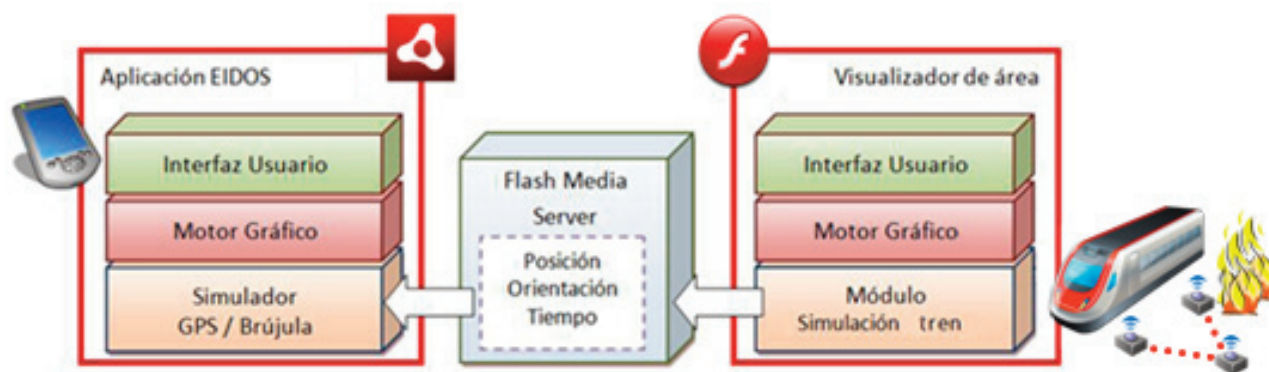 Aplicación EIDOS
Interfaz Usuario
Motor Gráfico
Simulador
GPS / Brújula
Flash Media
Server
Posición
Orientación
Tiempo
Visualizador de área
Interfaz Usuario
Motor Gráfico
Módulo
Simulación tren